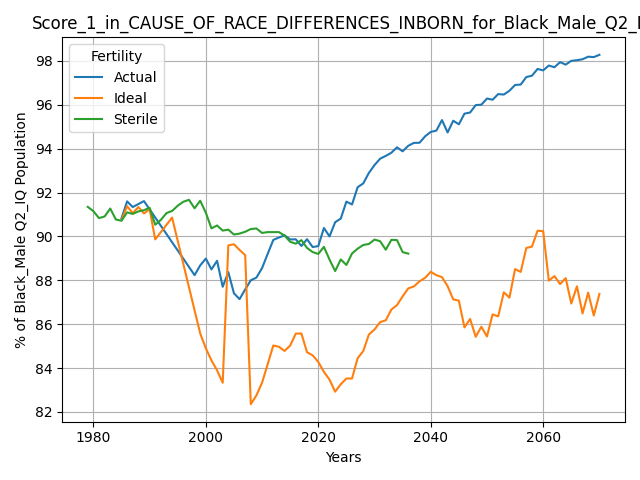 Score_1_in_CAUSE_OF_RACE_DIFFERENCES_INBORN_for_Black_Male_Q2_I
Fertility
Actual
Ideal
Sterile
% of Black_Male Q2_IQ Population
98
96
94
92
90
88
86
84
82
1980
2000
2020
2040
2060
Years